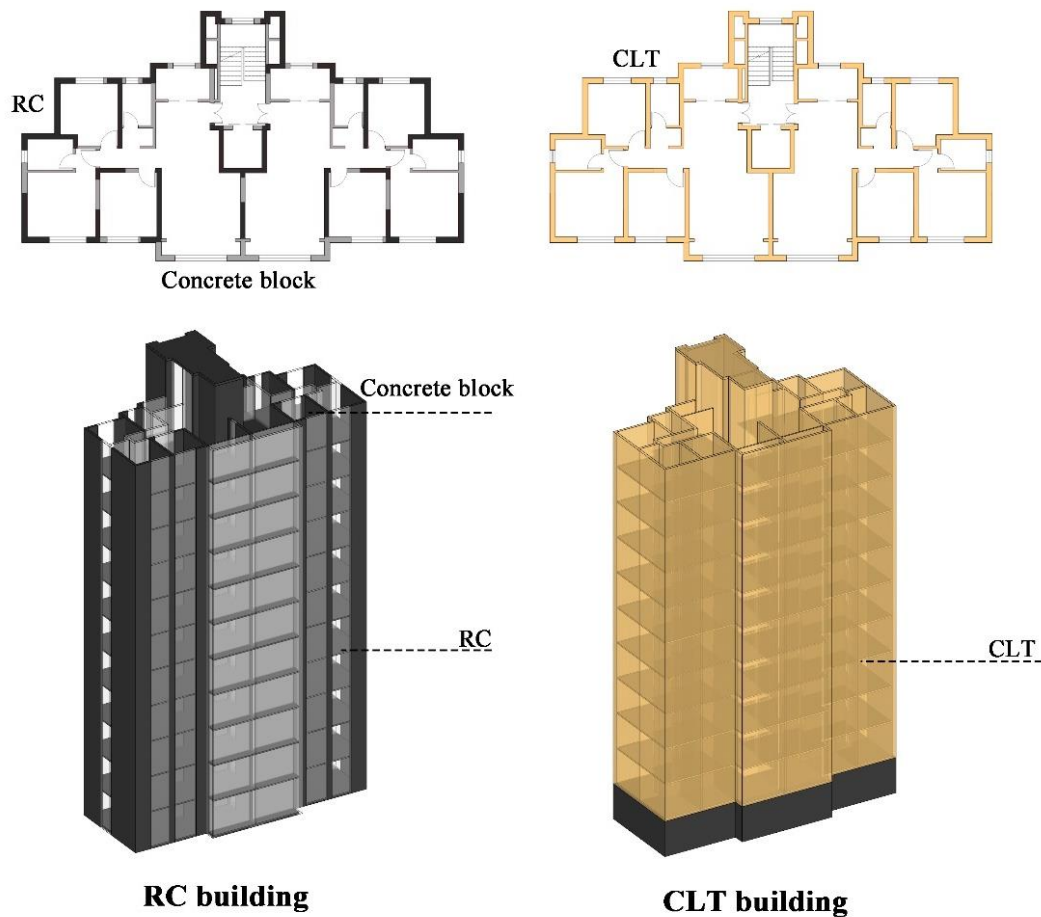 RC
CLT
Concrete block
Concrete block
RC
CLT
RC building
CLT building